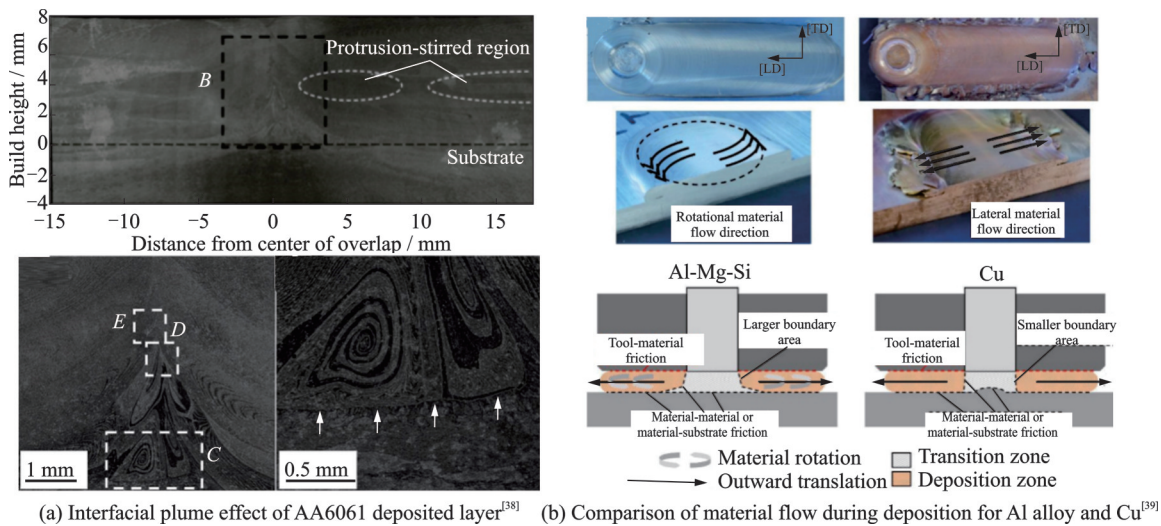 8
6
4
2
0
−2
−4
Build height / mm
B
Protrusion-stirred region
Substrate
−15
−10
−5
0
5
10
15
Distance from center of overlap / mm
E
D
C
1 mm
0.5 mm
(a) Interfacial plume effect of AA6061 deposited layer[38]
[TD]
[LD]
[TD]
[LD]
Rotational material
flow direction
Lateral material
flow direction
Al-Mg-Si
Cu
Tool-material
friction
Larger boundary
area
Tool-material
friction
Smaller boundary
area
Material-material or
material-substrate friction
Material-material or
material-substrate friction
Material rotation
Transition zone
Outward translation
Deposition zone
(b) Comparison of material flow during deposition for Al alloy and Cu[39]